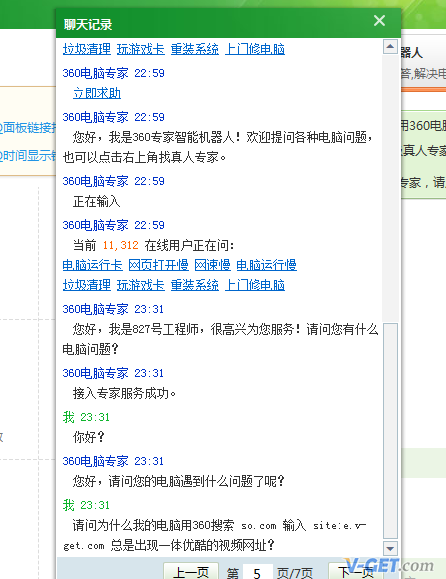 聊天记录
垃圾清理 玩游戏卡 重装系统 上门修电脑
360电脑专家 22:59
立即求助
360电脑专家 22:59
您好，我是360专家智能机器人！欢迎提问各种电脑问题，
也可以点击右上角找真人专家。
360电脑专家 22:59
正在输入
360电脑专家 22:59
当前 11,312 在线用户正在问：
电脑运行卡 网页打开慢 网速慢 电脑运行慢
垃圾清理 玩游戏卡 重装系统 上门修电脑
360电脑专家 23:31
您好，我是827号工程师，很高兴为您服务！请问您有什么
电脑问题？
360电脑专家 23:31
接入专家服务成功。
我 23:31
你好？
360电脑专家 23:31
您好，请问您的电脑遇到什么问题了呢？
我 23:31
请问为什么我的电脑用360搜索 so.com 输入 site:e.v-
get.com 总是出现一体优酷的视频网址？
上一页 第 5 页/7页 下一页
Q面板链接
Q时间显示
器人
答,解决电
用360电脑
真人专家
专家，请
V-GET.com